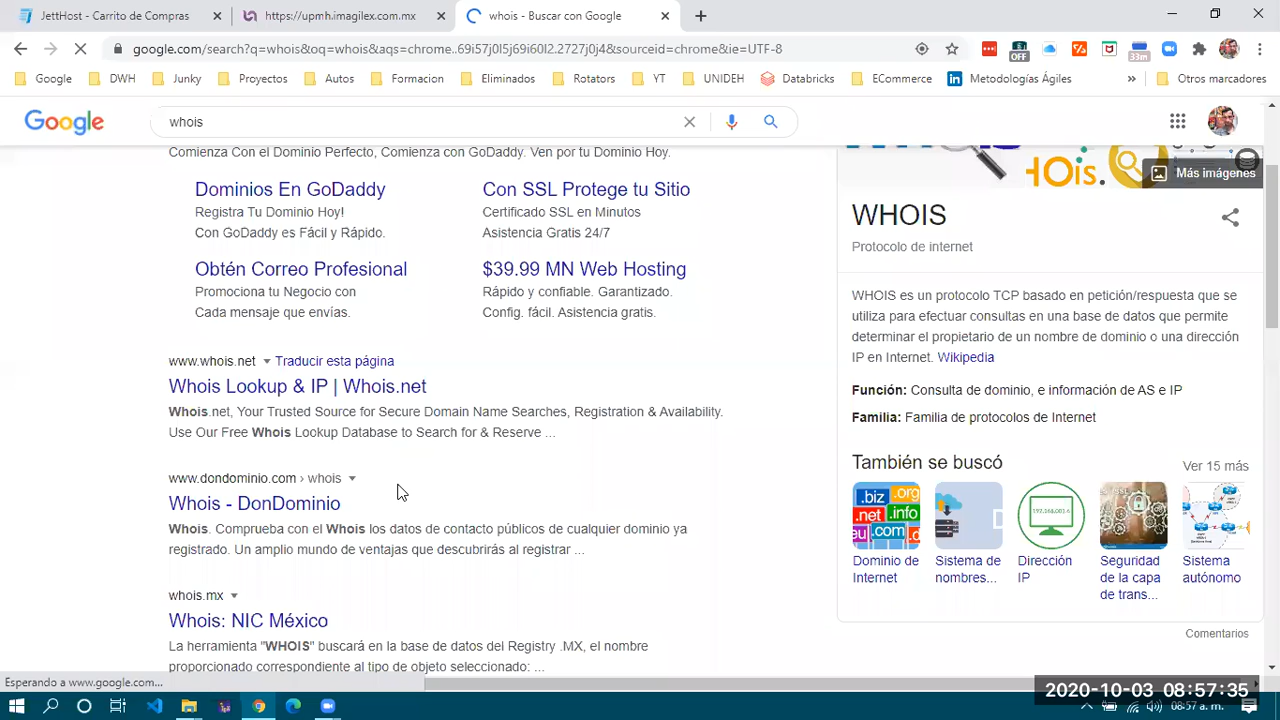 JettHost - Carrito de Compras
https://upmh.imagilex.com.mx
whois - Buscar con Google
google.com/search?q=whois&oq=whois&aqs=chrome..69i57j0l5j69i60l2.2727j0j4&sourceid=chrome&ie=UTF-8
OFF
33m
Google
DWH
Junky
Proyectos
Autos
Formacion
Eliminados
Rotators
YT
UNIDEH
Databricks
ECommerce
Metodologías Ágiles
»
Otros marcadores
Google
whois
Comienza Con el Dominio Perfecto, Comienza con GoDaddy. Ven por tu Dominio Hoy.
Dominios En GoDaddy
Registra Tu Dominio Hoy!
Con GoDaddy es Fácil y Rápido.
Con SSL Protege tu Sitio
Certificado SSL en Minutos
Asistencia Gratis 24/7
Obtén Correo Profesional
Promociona tu Negocio con
Cada mensaje que envías.
$39.99 MN Web Hosting
Rápido y confiable. Garantizado.
Config. fácil. Asistencia gratis.
www.whois.net Traducir esta página
Whois Lookup & IP | Whois.net
Whois.net, Your Trusted Source for Secure Domain Name Searches, Registration & Availability.
Use Our Free Whois Lookup Database to Search for & Reserve ...
www.dondominio.com › whois
Whois - DonDominio
Whois. Comprueba con el Whois los datos de contacto públicos de cualquier dominio ya
registrado. Un amplio mundo de ventajas que descubrirás al registrar ...
whois.mx
Whois: NIC México
La herramienta "WHOIS" buscará en la base de datos del Registry .MX, el nombre
proporcionado correspondiente al tipo de objeto seleccionado: ...
Más imágenes
WHOIS
Protocolo de internet
WHOIS es un protocolo TCP basado en petición/respuesta que se
utiliza para efectuar consultas en una base de datos que permite
determinar el propietario de un nombre de dominio o una dirección
IP en Internet. Wikipedia
Función: Consulta de dominio, e información de AS e IP
Familia: Familia de protocolos de Internet
También se buscó
Ver 15 más
.biz .org
.net .info
.com
192.168.003.6
Dominio de
Internet
Sistema de
nombres...
Dirección
IP
Seguridad
de la capa
de trans...
Sistema
autónomo
Comentarios
Esperando a www.google.com...
2020-10-03 08:57:35
08:57 a. m.